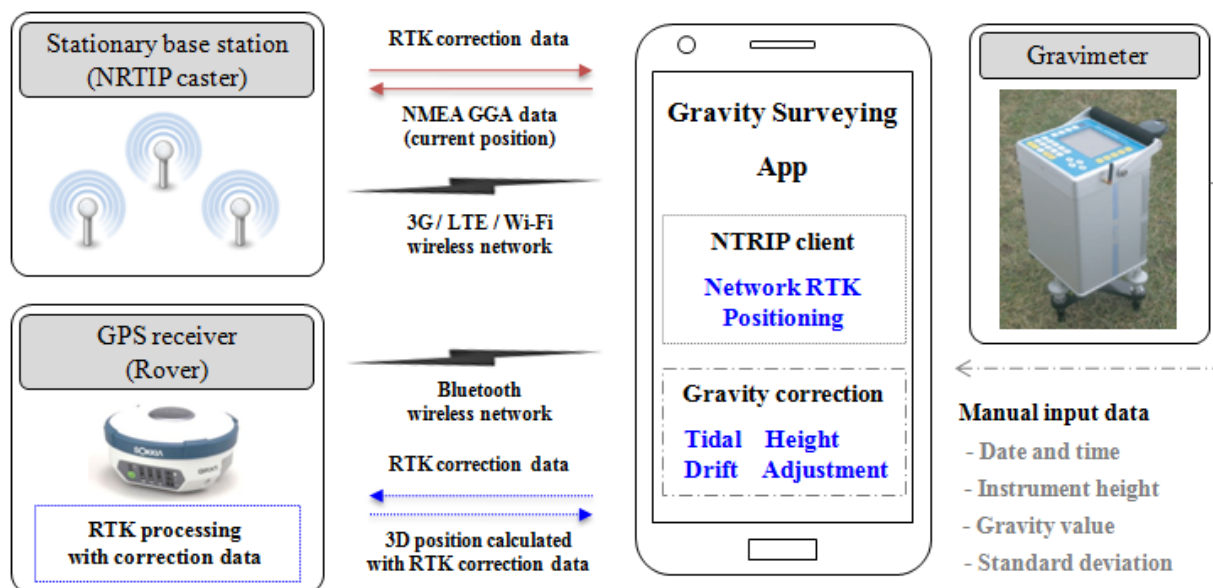 Stationary base station
(NRTIP caster)
RTK correction data
NMEA GGA data
(current position)
3G / LTE / Wi-Fi
wireless network
GPS receiver
(Rover)
SOKKIA
RTK processing
with correction data
Bluetooth
wireless network
RTK correction data
3D position calculated
with RTK correction data
Gravity Surveying
App
NTRIP client
Network RTK
Positioning
Gravity correction
Tidal Height
Drift Adjustment
Gravimeter
Manual input data
- Date and time
- Instrument height
- Gravity value
- Standard deviation